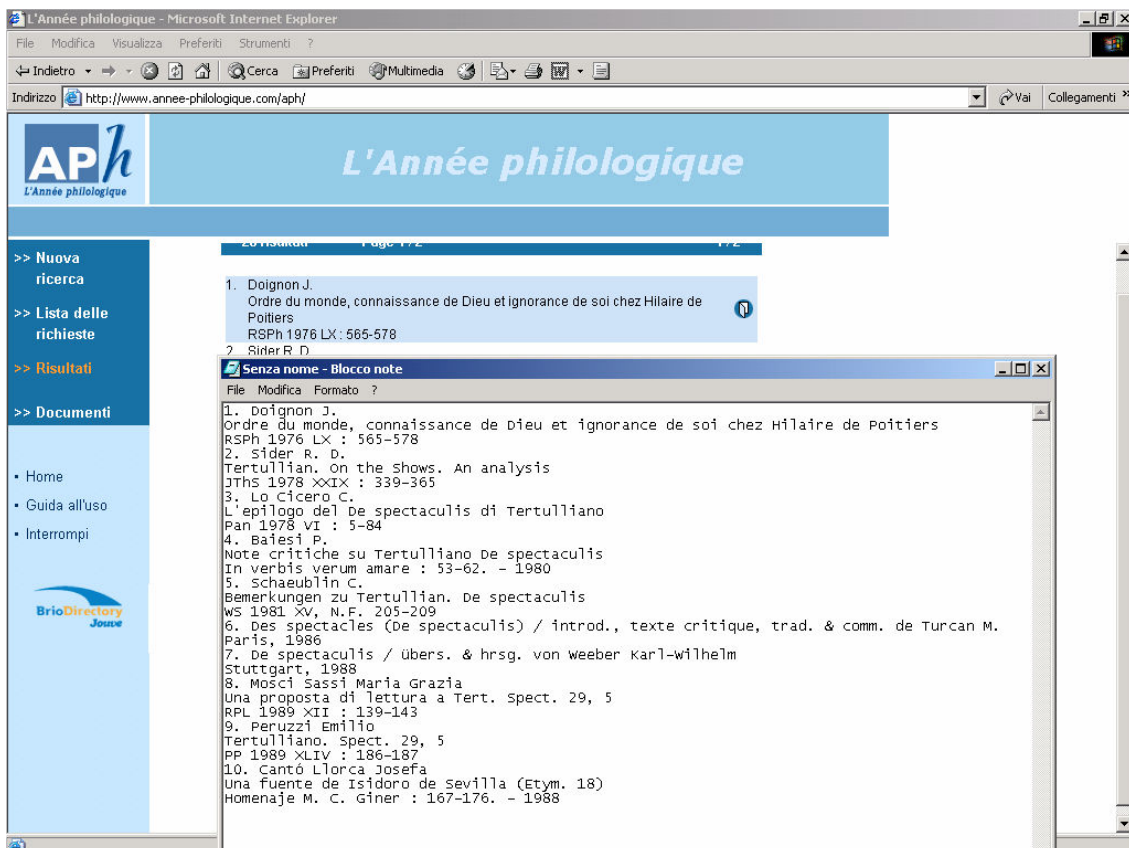 L'Année philologique - Microsoft Internet Explorer
File Modifica Visualizza Preferiti Strumenti ?
Indietro Cerca Preferiti Multimedia
Indirizzo http://www.annee-philologique.com/aph/ Vai Collegamenti »
APh
L'Année philologique
L'Année philologique
>> Nuova ricerca
>> Lista delle richieste
>> Risultati
>> Documenti
• Home
• Guida all'uso
• Interrompi
BrioDirectory
Jouve
1. Doignon J.
Ordre du monde, connaissance de Dieu et ignorance de soi chez Hilaire de
Poitiers
RSPh 1976 LX : 565-578
2. Sider R. D.
Senza nome - Blocco note
File Modifica Formato ?
1. Doignon J.
Ordre du monde, connaissance de Dieu et ignorance de soi chez Hilaire de Poitiers
RSPh 1976 LX : 565-578
2. Sider R. D.
Tertullian. On the Shows. An analysis
JThS 1978 XXIX : 339-365
3. Lo Cicero C.
L'epilogo del De spectaculis di Tertulliano
Pan 1978 VI : 5-84
4. Baiesi P.
Note critiche su Tertulliano De spectaculis
In verbis verum amare : 53-62. - 1980
5. Schaeublin C.
Bemerkungen zu Tertullian. De spectaculis
WS 1981 XV, N.F. 205-209
6. Des spectacles (De spectaculis) / introd., texte critique, trad. & comm. de Turcan M.
Paris, 1986
7. De spectaculis / übers. & hrsg. von Weeber Karl-Wilhelm
Stuttgart, 1988
8. Mosci Sassi Maria Grazia
Una proposta di lettura a Tert. Spect. 29, 5
RPL 1989 XII : 139-143
9. Peruzzi Emilio
Tertulliano. Spect. 29, 5
PP 1989 XLIV : 186-187
10. Cantó Llorca Josefa
Una fuente de Isidoro de Sevilla (Etym. 18)
Homenaje M. C. Giner : 167-176. - 1988